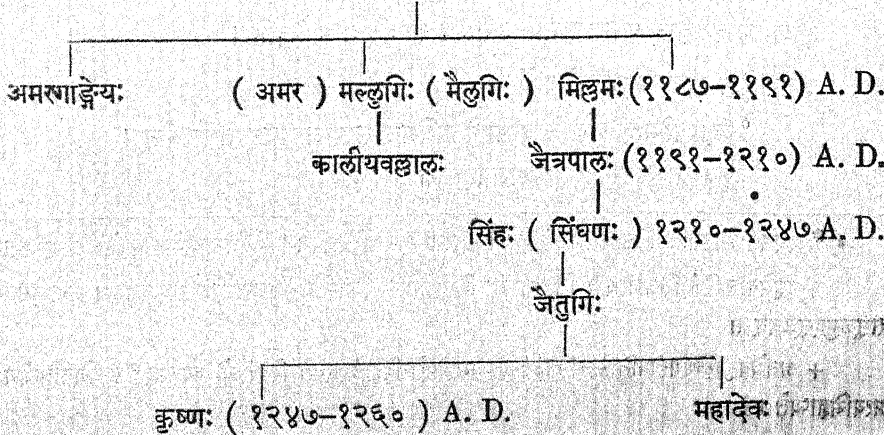 अमरगाङ्गेयः ( अमर ) मल्लुगिः ( मैलुगिः ) मिल्लमः (११८७-११९१) A. D.
कालीयवल्लालः जैत्रपालः (११९१-१२१०) A. D.
सिंहः ( सिंघणः ) १२१०-१२४७ A. D.
जैतुगिः
कृष्णः ( १२४७-१२६० ) A. D. महादेवः